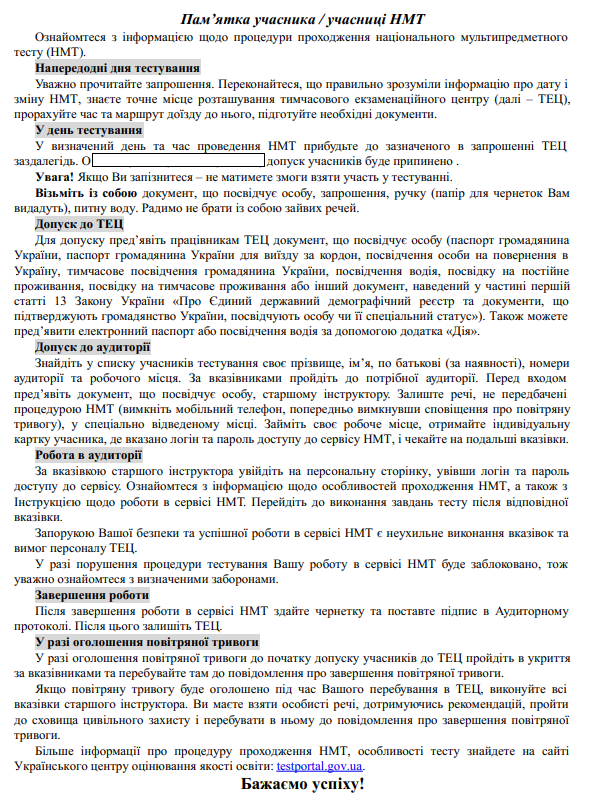 Пам’ятка учасника / учасниці НМТ
Ознайомтеся з інформацією щодо процедури проходження національного мультипредметного
тесту (НМТ).
Напередодні дня тестування
Уважно прочитайте запрошення. Переконайтеся, що правильно зрозуміли інформацію про дату і
зміну НМТ, знаєте точне місце розташування тимчасового екзаменаційного центру (далі – ТЕЦ),
прорахуйте час та маршрут доїзду до нього, підготуйте необхідні документи.
У день тестування
У визначений день та час проведення НМТ прибудьте до зазначеного в запрошенні ТЕЦ
заздалегідь. О допуск учасників буде припинено .
Увага! Якщо Ви запізнитеся – не матимете змоги взяти участь у тестуванні.
Візьміть із собою документ, що посвідчує особу, запрошення, ручку (папір для чернеток Вам
видадуть), питну воду. Радимо не брати із собою зайвих речей.
Допуск до ТЕЦ
Для допуску пред’явіть працівникам ТЕЦ документ, що посвідчує особу (паспорт громадянина
України, паспорт громадянина України для виїзду за кордон, посвідчення особи на повернення в
Україну, тимчасове посвідчення громадянина України, посвідчення водія, посвідку на постійне
проживання, посвідку на тимчасове проживання або інший документ, наведений у частині першій
статті 13 Закону України «Про Єдиний державний демографічний реєстр та документи, що
підтверджують громадянство України, посвідчують особу чи її спеціальний статус»). Також можете
пред’явити електронний паспорт або посвідчення водія за допомогою додатка «Дія».
Допуск до аудиторії
Знайдіть у списку учасників тестування своє прізвище, ім’я, по батькові (за наявності), номери
аудиторії та робочого місця. За вказівниками пройдіть до потрібної аудиторії. Перед входом
пред’явіть документ, що посвідчує особу, старшому інструктору. Залиште речі, не передбачені
процедурою НМТ (вимкніть мобільний телефон, попередньо вимкнувши сповіщення про повітряну
тривогу), у спеціально відведеному місці. Займіть своє робоче місце, отримайте індивідуальну
картку учасника, де вказано логін та пароль доступу до сервісу НМТ, і чекайте на подальші вказівки.
Робота в аудиторії
За вказівкою старшого інструктора увійдіть на персональну сторінку, увівши логін та пароль
доступу до сервісу. Ознайомтеся з інформацією щодо особливостей проходження НМТ, а також з
Інструкцією щодо роботи в сервісі НМТ. Перейдіть до виконання завдань тесту після відповідної
вказівки.
Запорукою Вашої безпеки та успішної роботи в сервісі НМТ є неухильне виконання вказівок та
вимог персоналу ТЕЦ.
У разі порушення процедури тестування Вашу роботу в сервісі НМТ буде заблоковано, тож
уважно ознайомтеся з визначеними заборонами.
Завершення роботи
Після завершення роботи в сервісі НМТ здайте чернетку та поставте підпис в Аудиторному
протоколі. Після цього залишіть ТЕЦ.
У разі оголошення повітряної тривоги
У разі оголошення повітряної тривоги до початку допуску учасників до ТЕЦ пройдіть в укриття
за вказівниками та перебувайте там до повідомлення про завершення повітряної тривоги.
Якщо повітряну тривогу буде оголошено під час Вашого перебування в ТЕЦ, виконуйте всі
вказівки старшого інструктора. Ви маєте взяти особисті речі, дотримуючись рекомендацій, пройти
до сховища цивільного захисту і перебувати в ньому до повідомлення про завершення повітряної
тривоги.
Більше інформації про процедуру проходження НМТ, особливості тесту знайдете на сайті
Українського центру оцінювання якості освіти: testportal.gov.ua.
Бажаємо успіху!